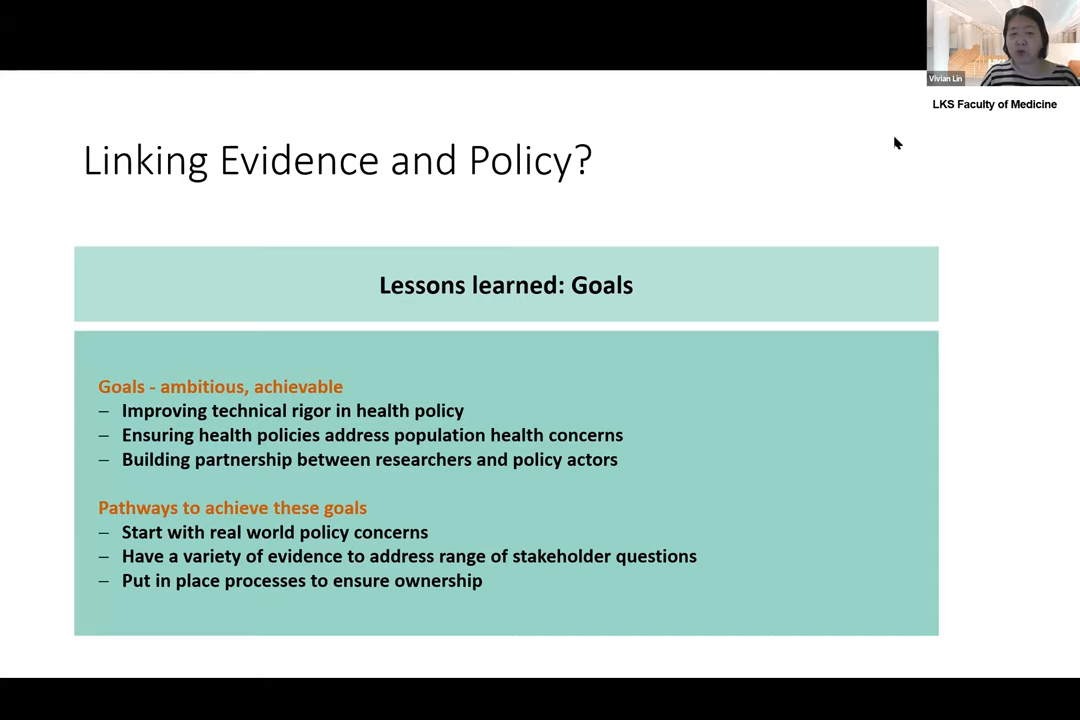 Vivian Lin
LKS Faculty of Medicine
Linking Evidence and Policy?
Lessons learned: Goals
Goals - ambitious, achievable
– Improving technical rigor in health policy
– Ensuring health policies address population health concerns
– Building partnership between researchers and policy actors
Pathways to achieve these goals
– Start with real world policy concerns
– Have a variety of evidence to address range of stakeholder questions
– Put in place processes to ensure ownership